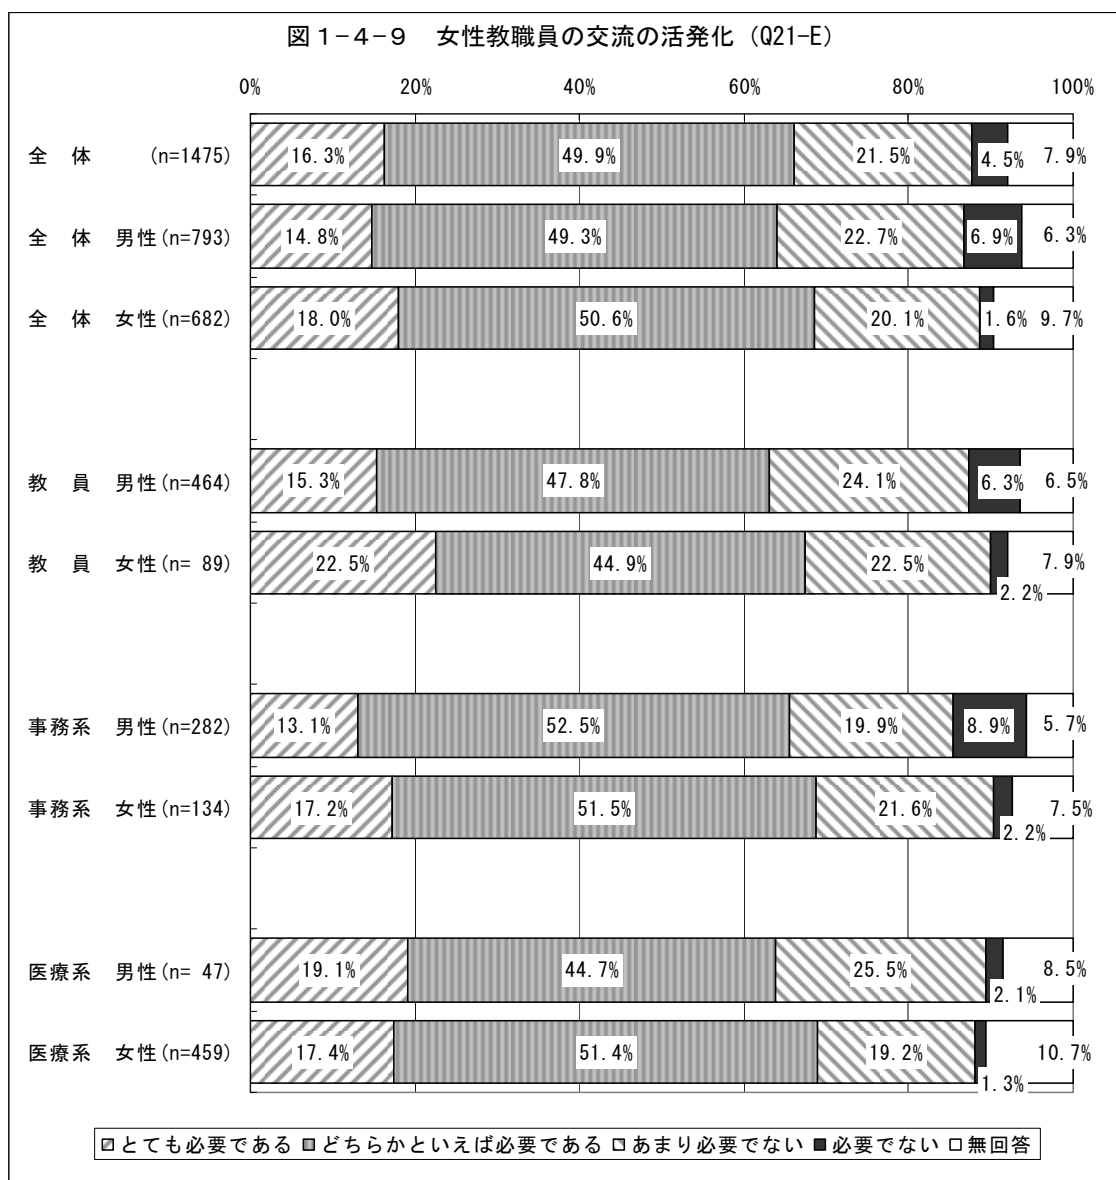 図１-４-９　女性教職員の交流の活発化（Q21-E）
0% 20% 40% 60% 80% 100%
全　体　　(n=1475) 16.3% 49.9% 21.5% 4.5% 7.9%
全　体　男性(n=793) 14.8% 49.3% 22.7% 6.9% 6.3%
全　体　女性(n=682) 18.0% 50.6% 20.1% 1.6% 9.7%
教　員　男性(n=464) 15.3% 47.8% 24.1% 6.3% 6.5%
教　員　女性(n= 89) 22.5% 44.9% 22.5% 2.2% 7.9%
事務系　男性(n=282) 13.1% 52.5% 19.9% 8.9% 5.7%
事務系　女性(n=134) 17.2% 51.5% 21.6% 2.2% 7.5%
医療系　男性(n= 47) 19.1% 44.7% 25.5% 2.1% 8.5%
医療系　女性(n=459) 17.4% 51.4% 19.2% 1.3% 10.7%
とても必要である どちらかといえば必要である あまり必要でない 必要でない 無回答